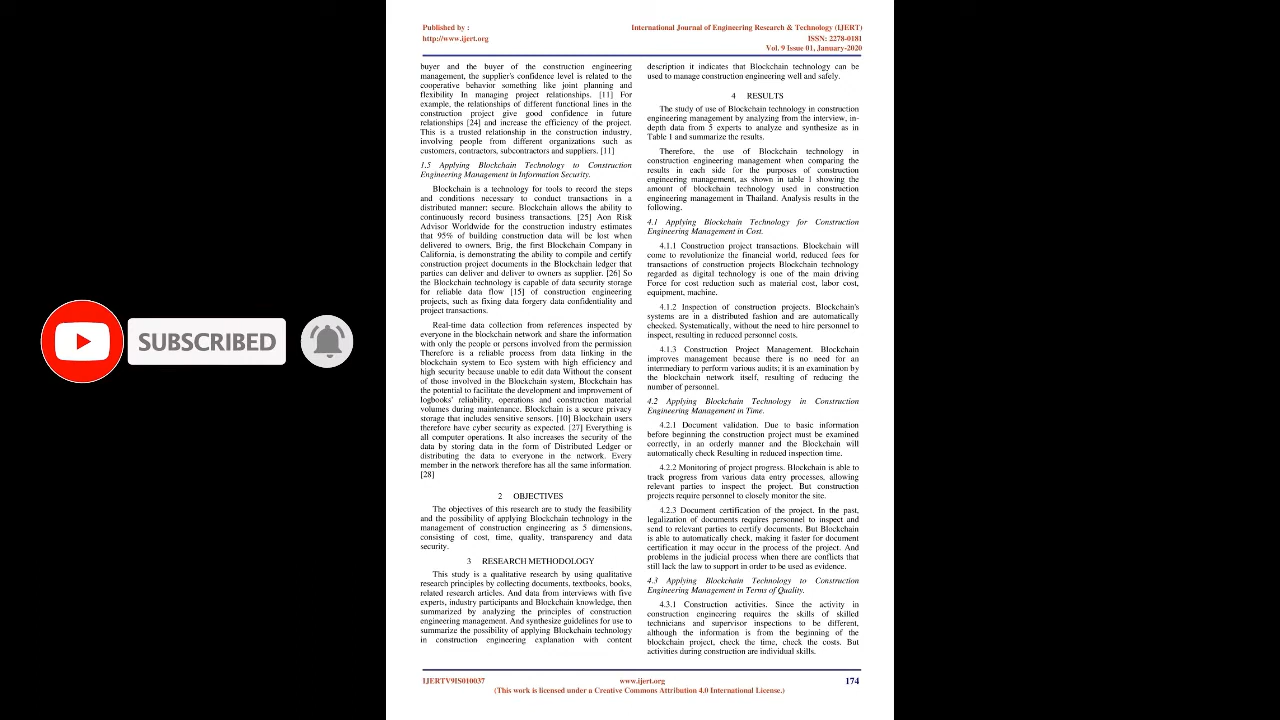 Published by :
http://www.ijert.org
International Journal of Engineering Research & Technology (IJERT)
ISSN: 2278-0181
Vol. 9 Issue 01, January-2020
buyer and the buyer of the construction engineering
management, the supplier's confidence level is related to the
cooperative behavior something like joint planning and
flexibility In managing project relationships. [11] For
example, the relationships of different functional lines in the
construction project give good confidence in future
relationships [24] and increase the efficiency of the project.
This is a trusted relationship in the construction industry,
involving people from different organizations such as
customers, contractors, subcontractors and suppliers. [11]
1.5 Applying Blockchain Technology to Construction
Engineering Management in Information Security.
Blockchain is a technology for tools to record the steps
and conditions necessary to conduct transactions in a
distributed manner: secure. Blockchain allows the ability to
continuously record business transactions. [25] Aon Risk
Advisor Worldwide for the construction industry estimates
that 95% of building construction data will be lost when
delivered to owners, Brig, the first Blockchain Company in
California, is demonstrating the ability to compile and certify
construction project documents in the Blockchain ledger that
parties can deliver and deliver to owners as supplier. [26] So
the Blockchain technology is capable of data security storage
for reliable data flow [15] of construction engineering
projects, such as fixing data forgery data confidentiality and
project transactions.
Real-time data collection from references inspected by
everyone in the blockchain network and share the information
with only the people or persons involved from the permission
Therefore is a reliable process from data linking in the
blockchain system to Eco system with high efficiency and
high security because unable to edit data Without the consent
of those involved in the Blockchain system, Blockchain has
the potential to facilitate the development and improvement of
logbooks' reliability, operations and construction material
volumes during maintenance. Blockchain is a secure privacy
storage that includes sensitive sensors. [10] Blockchain users
therefore have cyber security as expected. [27] Everything is
all computer operations. It also increases the security of the
data by storing data in the form of Distributed Ledger or
distributing the data to everyone in the network. Every
member in the network therefore has all the same information.
[28]
2 OBJECTIVES
The objectives of this research are to study the feasibility
and the possibility of applying Blockchain technology in the
management of construction engineering as 5 dimensions,
consisting of cost, time, quality, transparency and data
security.
3 RESEARCH METHODOLOGY
This study is a qualitative research by using qualitative
research principles by collecting documents, textbooks, books,
related research articles. And data from interviews with five
experts, industry participants and Blockchain knowledge, then
summarized by analyzing the principles of construction
engineering management. And synthesize guidelines for use to
summarize the possibility of applying Blockchain technology
in construction engineering explanation with content
description it indicates that Blockchain technology can be
used to manage construction engineering well and safely.
4 RESULTS
The study of use of Blockchain technology in construction
engineering management by analyzing from the interview, in-
depth data from 5 experts to analyze and synthesize as in
Table 1 and summarize the results.
Therefore, the use of Blockchain technology in
construction engineering management when comparing the
results in each side for the purposes of construction
engineering management, as shown in table 1 showing the
amount of blockchain technology used in construction
engineering management in Thailand. Analysis results in the
following.
4.1 Applying Blockchain Technology for Construction
Engineering Management in Cost.
4.1.1 Construction project transactions. Blockchain will
come to revolutionize the financial world, reduced fees for
transactions of construction projects Blockchain technology
regarded as digital technology is one of the main driving
Force for cost reduction such as material cost, labor cost,
equipment, machine.
4.1.2 Inspection of construction projects. Blockchain's
systems are in a distributed fashion and are automatically
checked. Systematically, without the need to hire personnel to
inspect, resulting in reduced personnel costs.
4.1.3 Construction Project Management. Blockchain
improves management because there is no need for an
intermediary to perform various audits; it is an examination by
the blockchain network itself, resulting of reducing the
number of personnel.
4.2 Applying Blockchain Technology in Construction
Engineering Management in Time.
4.2.1 Document validation. Due to basic information
before beginning the construction project must be examined
correctly, in an orderly manner and the Blockchain will
automatically check Resulting in reduced inspection time.
4.2.2 Monitoring of project progress. Blockchain is able to
track progress from various data entry processes, allowing
relevant parties to inspect the project. But construction
projects require personnel to closely monitor the site.
4.2.3 Document certification of the project. In the past,
legalization of documents requires personnel to inspect and
send to relevant parties to certify documents. But Blockchain
is able to automatically check, making it faster for document
certification it may occur in the process of the project. And
problems in the judicial process when there are conflicts that
still lack the law to support in order to be used as evidence.
4.3 Applying Blockchain Technology to Construction
Engineering Management in Terms of Quality.
4.3.1 Construction activities. Since the activity in
construction engineering requires the skills of skilled
technicians and supervisor inspections to be different,
although the information is from the beginning of the
blockchain project, check the time, check the costs. But
activities during construction are individual skills.
IJERTV9IS010037
www.ijert.org
174
(This work is licensed under a Creative Commons Attribution 4.0 International License.)
SUBSCRIBED